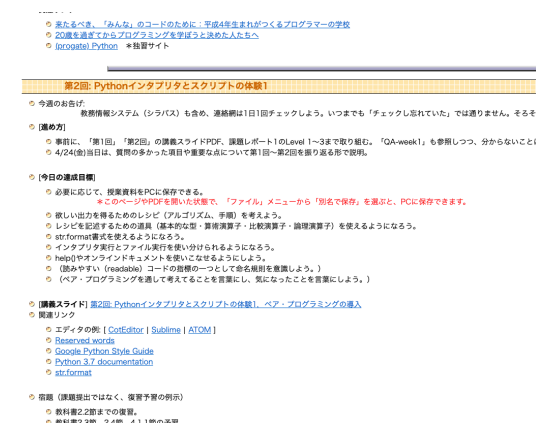 来たるべき、「みんな」のコードのために：平成4年生まれがつくるプログラマーの学校
20歳を過ぎてからプログラミングを学ぼうと決めた人たちへ
(progate) Python　＊独習サイト
第2回: Pythonインタプリタとスクリプトの体験1
今週のお告げ:
教務情報システム（シラバス）も含め、連絡網は1日1回チェックしよう。いつまでも「チェックし忘れていた」では通りません。そろそ
[進め方]
事前に、「第1回」「第2回」の講義スライドPDF、課題レポート1のLevel 1〜3まで取り組む。「QA-week1」も参照しつつ、分からないこと
4/24(金)当日は、質問の多かった項目や重要な点について第1回〜第2回を振り返る形で説明。
[今日の達成目標]
必要に応じて、授業資料をPCに保存できる。
＊このページやPDFを開いた状態で、「ファイル」メニューから「別名で保存」を選ぶと、PCに保存できます。
欲しい出力を得るためのレシピ（アルゴリズム、手順）を考えよう。
レシピを記述するための道具（基本的な型・算術演算子・比較演算子・論理演算子）を使えるようになろう。
str.format書式を使えるようになろう。
インタプリタ実行とファイル実行を使い分けられるようになろう。
help()やオンラインドキュメントを使いこなせるようにしよう。
（読みやすい（readable）コードの指標の一つとして命名規則を意識しよう。）
（ペア・プログラミングを通して考えてることを言葉にし、気になったことを言葉にしよう。）
[講義スライド] 第2回: Pythonインタプリタとスクリプトの体験1、ペア・プログラミングの導入
関連リンク
エディタの例: [ CotEditor | Sublime | ATOM ]
Reserved words
Google Python Style Guide
Python 3.7 documentation
str.format
宿題（課題提出ではなく、復習予習の例示）
教科書2.2節までの復習。
教科書2.3節、2.4節、4.1.1節の予習